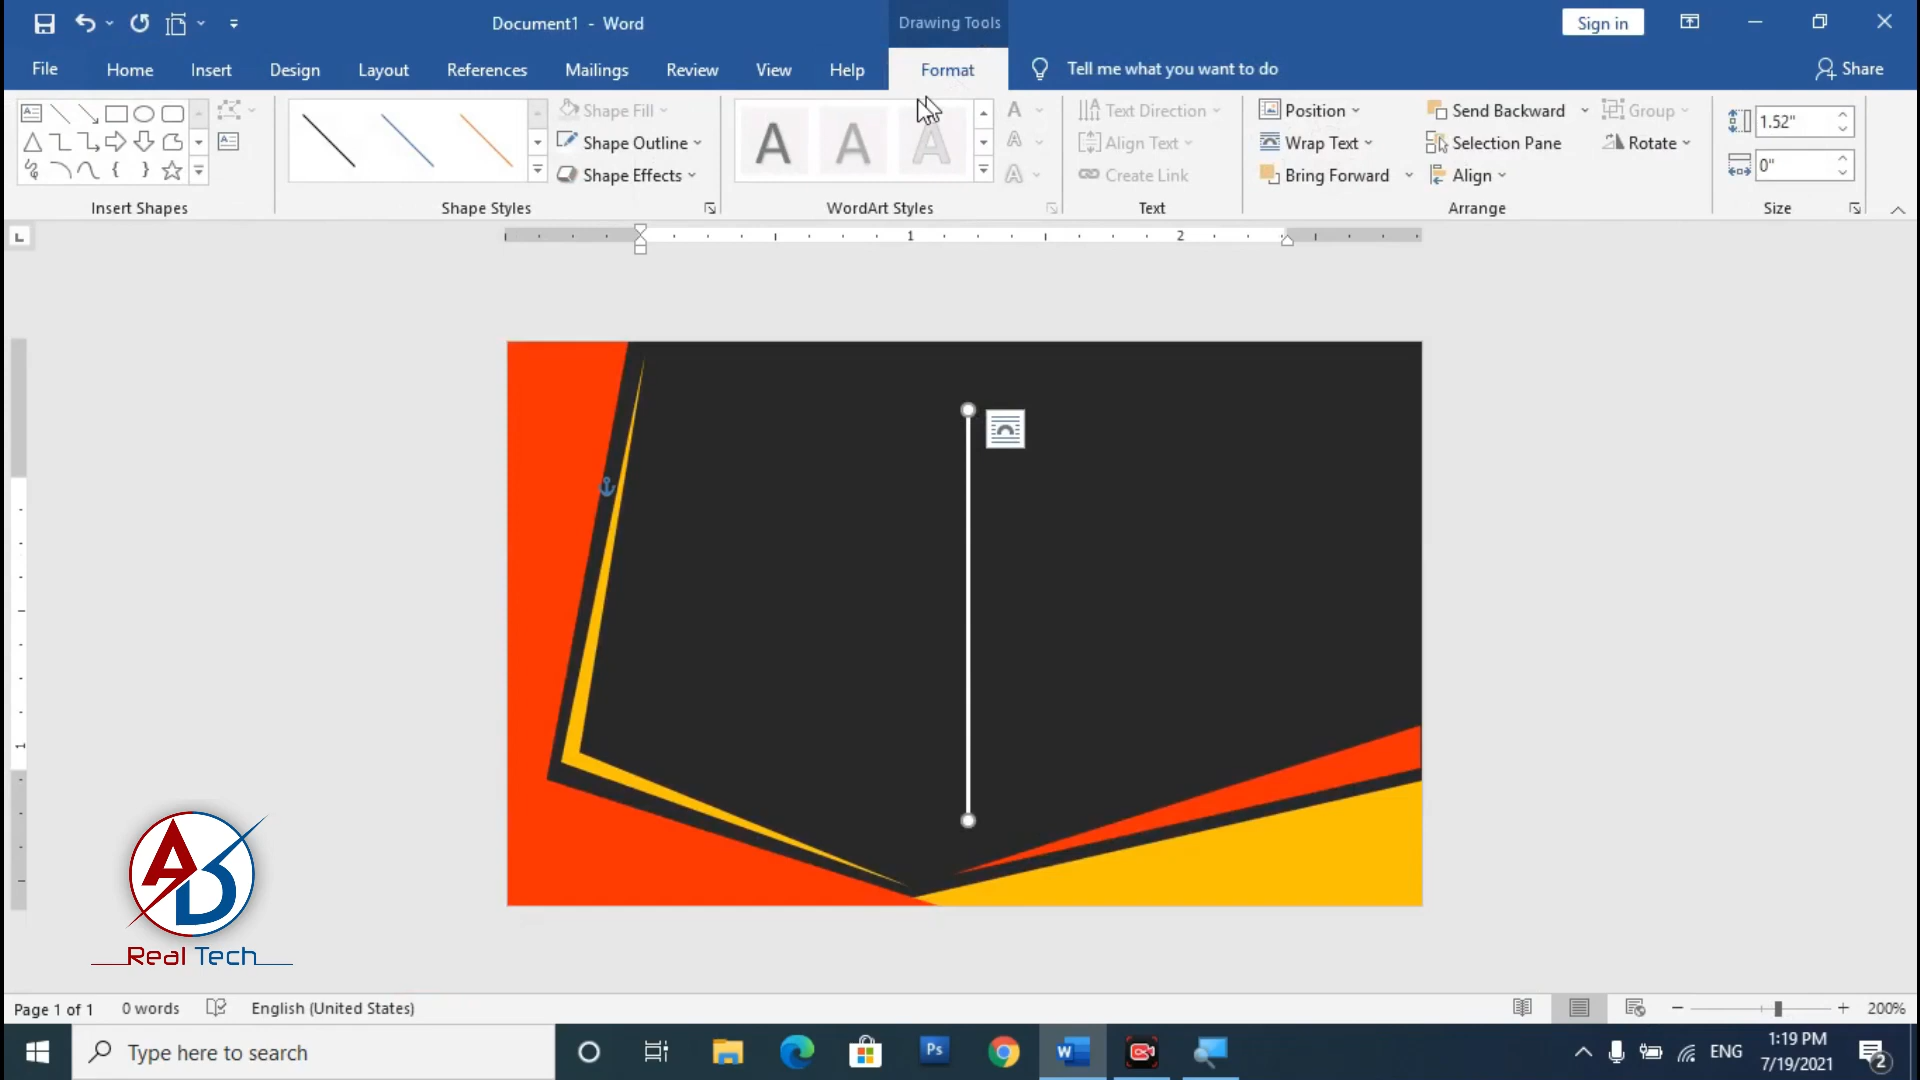 Document1 - Word
Drawing Tools
Sign in
File
Home
Insert
Design
Layout
References
Mailings
Review
View
Help
Format
Tell me what you want to do
Share
Shape Fill
Shape Outline
Shape Effects
A A A
Text Direction
Align Text
Create Link
Position
Wrap Text
Bring Forward
Send Backward
Selection Pane
Align
Group
Rotate
1.52"
0"
Insert Shapes
Shape Styles
WordArt Styles
Text
Arrange
Size
1 2
1
AD
Real Tech
Page 1 of 1
0 words
English (United States)
200%
Type here to search
Ps
W
ENG
1:19 PM
7/19/2021
2